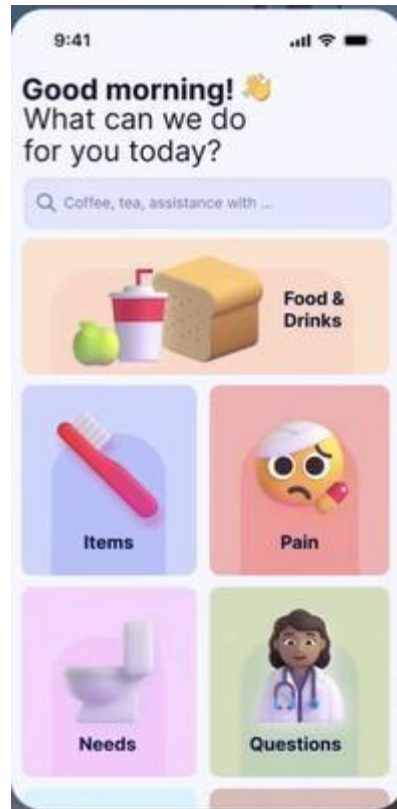 9:41
Good morning! 👋
What can we do
for you today?
Coffee, tea, assistance with ...
Food &
Drinks
Items
Pain
Needs
Questions